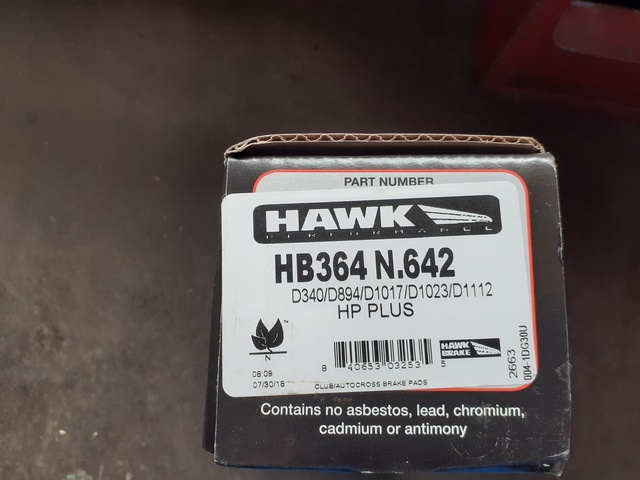 PART NUMBER
HAWK
PERFORMANCE
HB364 N.642
D340/D894/D1017/D1023/D1112
HP PLUS
N
08:09
07/30/18
8 40653 03253 5
HAWK
BRAKE
CLUB/AUTOCROSS BRAKE PADS
2663
004-1DG30U
Contains no asbestos, lead, chromium,
cadmium or antimony